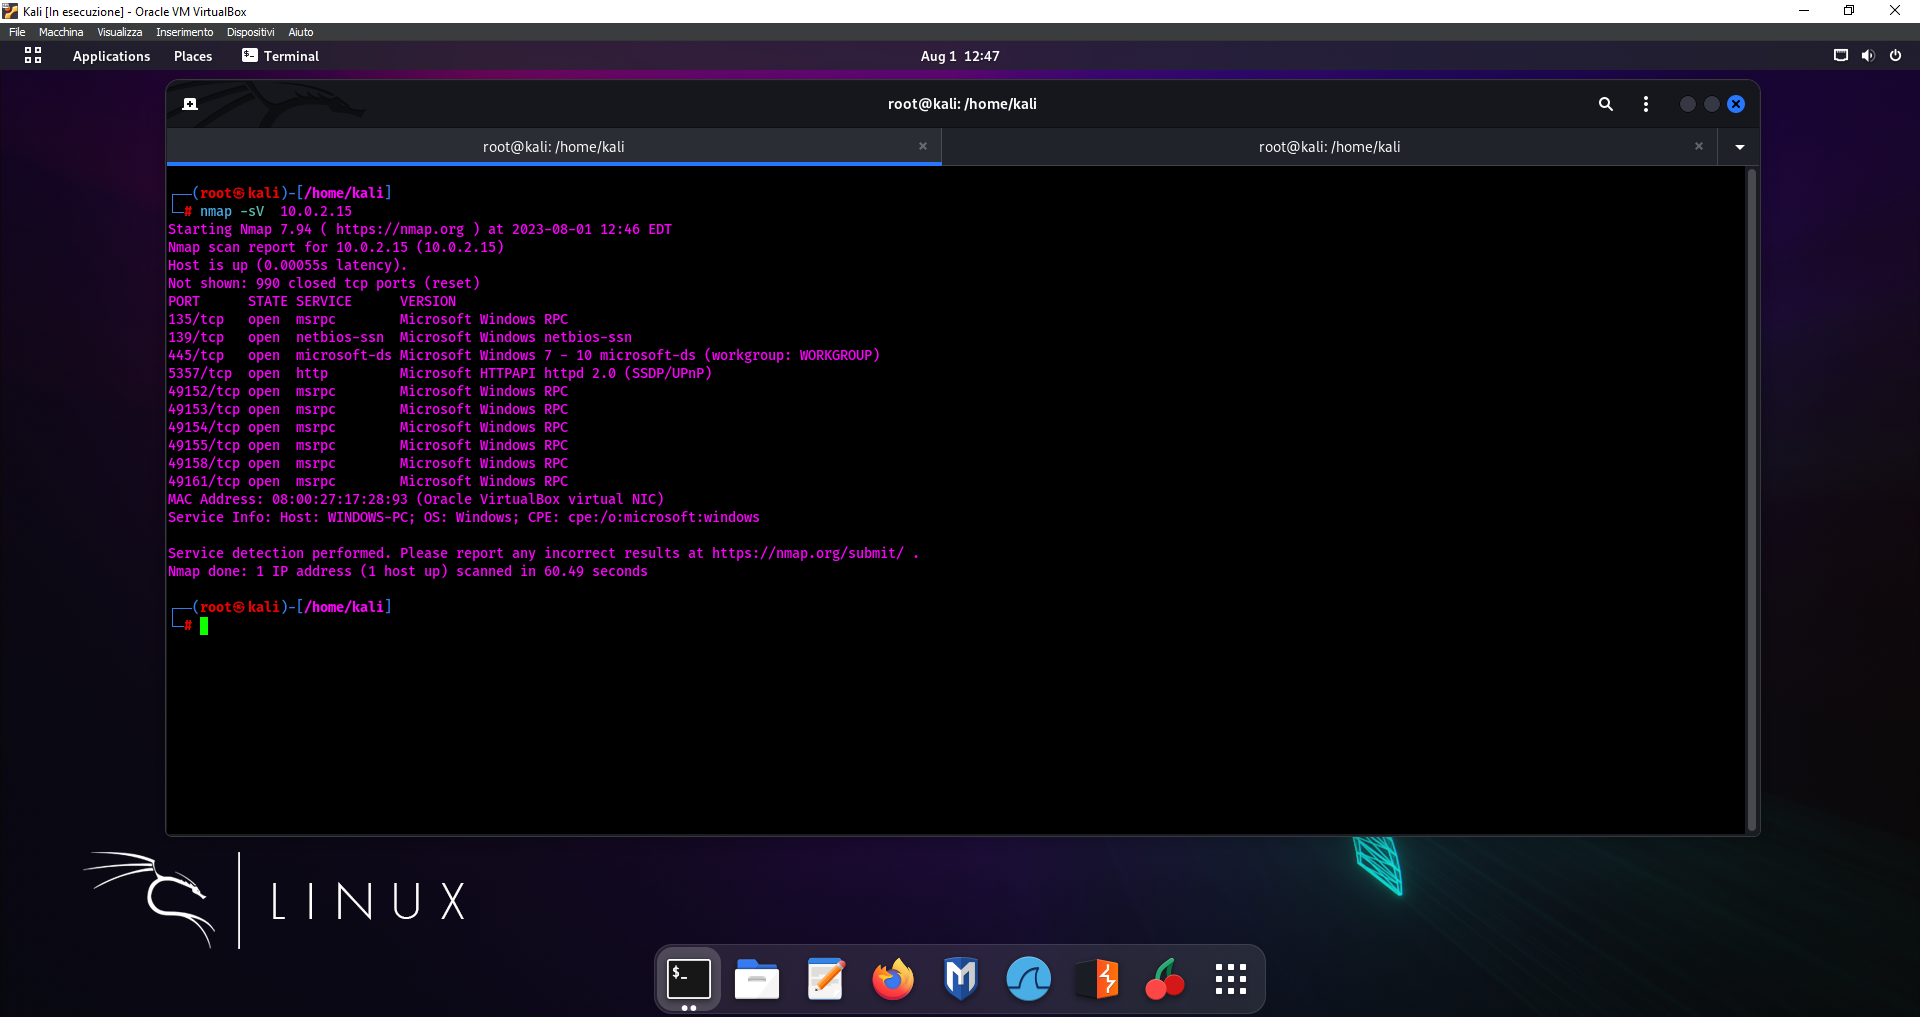 Kali [In esecuzione] - Oracle VM VirtualBox
File Macchina Visualizza Inserimento Dispositivi Aiuto
Applications Places Terminal Aug 1 12:47
root@kali: /home/kali
root@kali: /home/kali × root@kali: /home/kali ×
┌──(root㉿kali)-[/home/kali]
└─# nmap -sV  10.0.2.15
Starting Nmap 7.94 ( https://nmap.org ) at 2023-08-01 12:46 EDT
Nmap scan report for 10.0.2.15 (10.0.2.15)
Host is up (0.00055s latency).
Not shown: 990 closed tcp ports (reset)
PORT      STATE SERVICE      VERSION
135/tcp   open  msrpc        Microsoft Windows RPC
139/tcp   open  netbios-ssn  Microsoft Windows netbios-ssn
445/tcp   open  microsoft-ds Microsoft Windows 7 - 10 microsoft-ds (workgroup: WORKGROUP)
5357/tcp  open  http         Microsoft HTTPAPI httpd 2.0 (SSDP/UPnP)
49152/tcp open  msrpc        Microsoft Windows RPC
49153/tcp open  msrpc        Microsoft Windows RPC
49154/tcp open  msrpc        Microsoft Windows RPC
49155/tcp open  msrpc        Microsoft Windows RPC
49158/tcp open  msrpc        Microsoft Windows RPC
49161/tcp open  msrpc        Microsoft Windows RPC
MAC Address: 08:00:27:17:28:93 (Oracle VirtualBox virtual NIC)
Service Info: Host: WINDOWS-PC; OS: Windows; CPE: cpe:/o:microsoft:windows
Service detection performed. Please report any incorrect results at https://nmap.org/submit/ .
Nmap done: 1 IP address (1 host up) scanned in 60.49 seconds
┌──(root㉿kali)-[/home/kali]
└─#
LINUX
$_
M